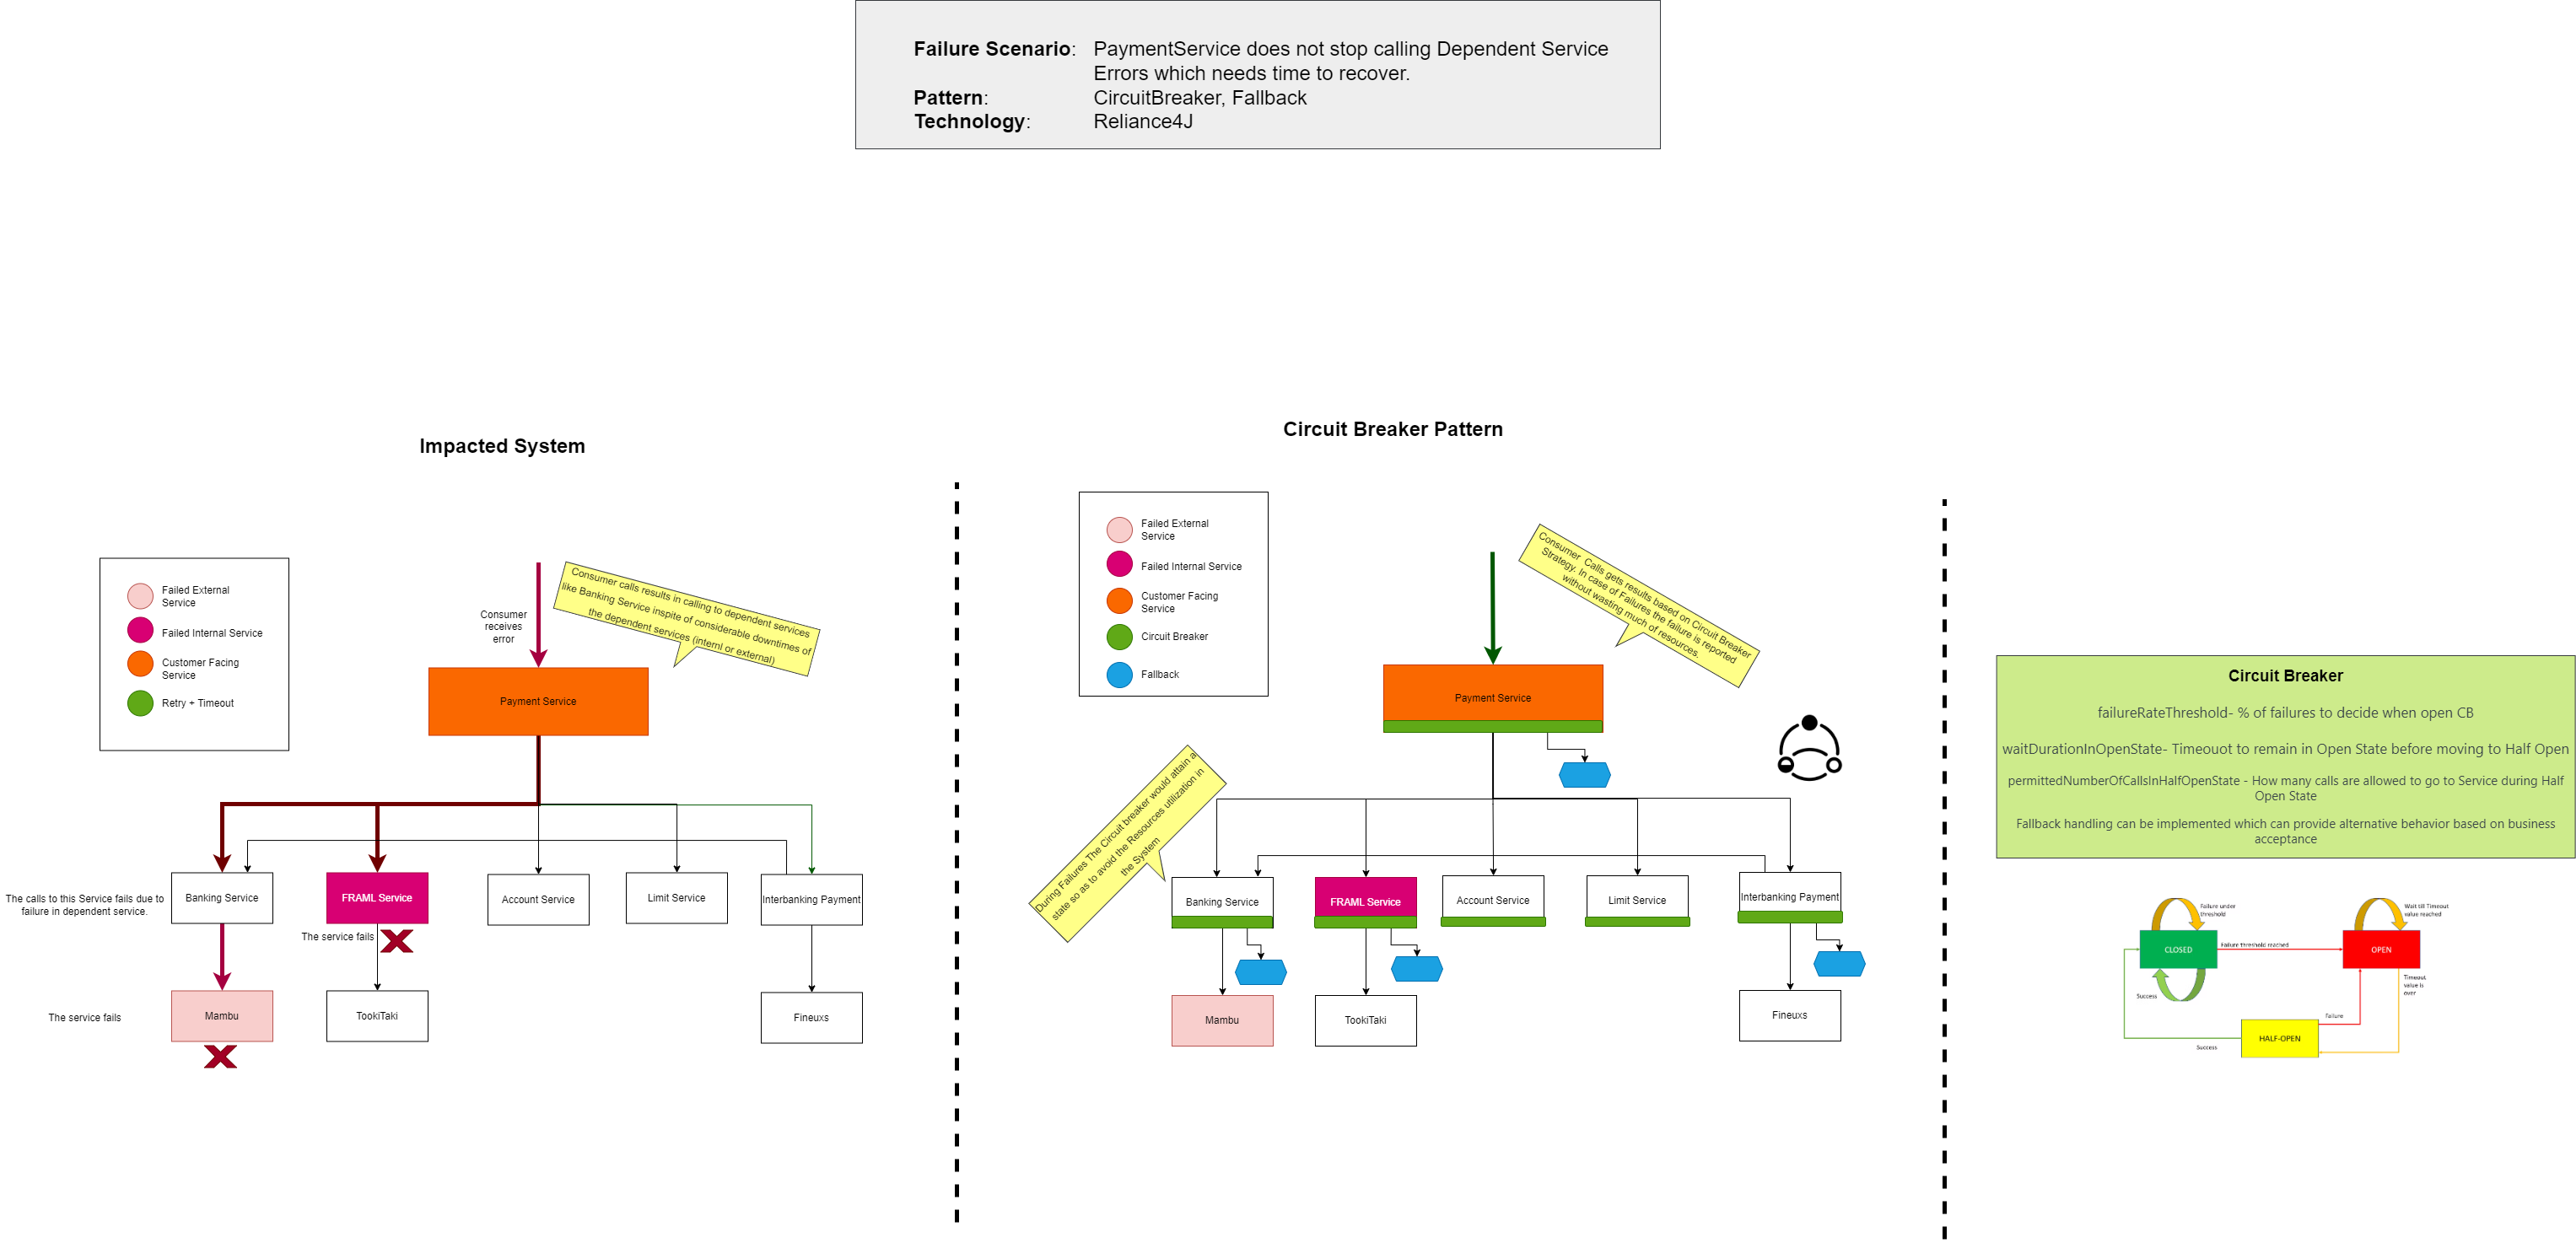 Failure Scenario: PaymentService does not stop calling Dependent Service
Errors which needs time to recover.
Pattern: CircuitBreaker, Fallback
Technology: Reliance4J
Impacted System
Failed External
Service
Failed Internal Service
Customer Facing
Service
Retry + Timeout
Consumer
receives
error
Consumer calls results in calling to dependent services
like Banking Service inspite of considerable downtimes of
the dependent services (internl or external)
Payment Service
The calls to this Service fails due to
failure in dependent service.
Banking Service
FRAML Service
Account Service
Limit Service
Interbanking Payment
The service fails
The service fails
Mambu
TookiTaki
Fineuxs
Circuit Breaker Pattern
Failed External
Service
Failed Internal Service
Customer Facing
Service
Circuit Breaker
Fallback
Consumer Calls gets results based on Circuit Breaker
Strategy. In case of Failures the failure is reported
without wasting much of resources.
Payment Service
During Failures The Circuit breaker would attain a
state so as to avoid the Resources utilization in
the System
Banking Service
FRAML Service
Account Service
Limit Service
Interbanking Payment
Mambu
TookiTaki
Fineuxs
Circuit Breaker
failureRateThreshold- % of failures to decide when open CB
waitDurationInOpenState- Timeouot to remain in Open State before moving to Half Open
permittedNumberOfCallsInHalfOpenState - How many calls are allowed to go to Service during Half
Open State
Fallback handling can be implemented which can provide alternative behavior based on business
acceptance
Failure under
threshold
Wait till Timeout
value reached
CLOSED
Failure threshold reached
OPEN
Success
Timeout
value is
over
Failure
HALF-OPEN
Success